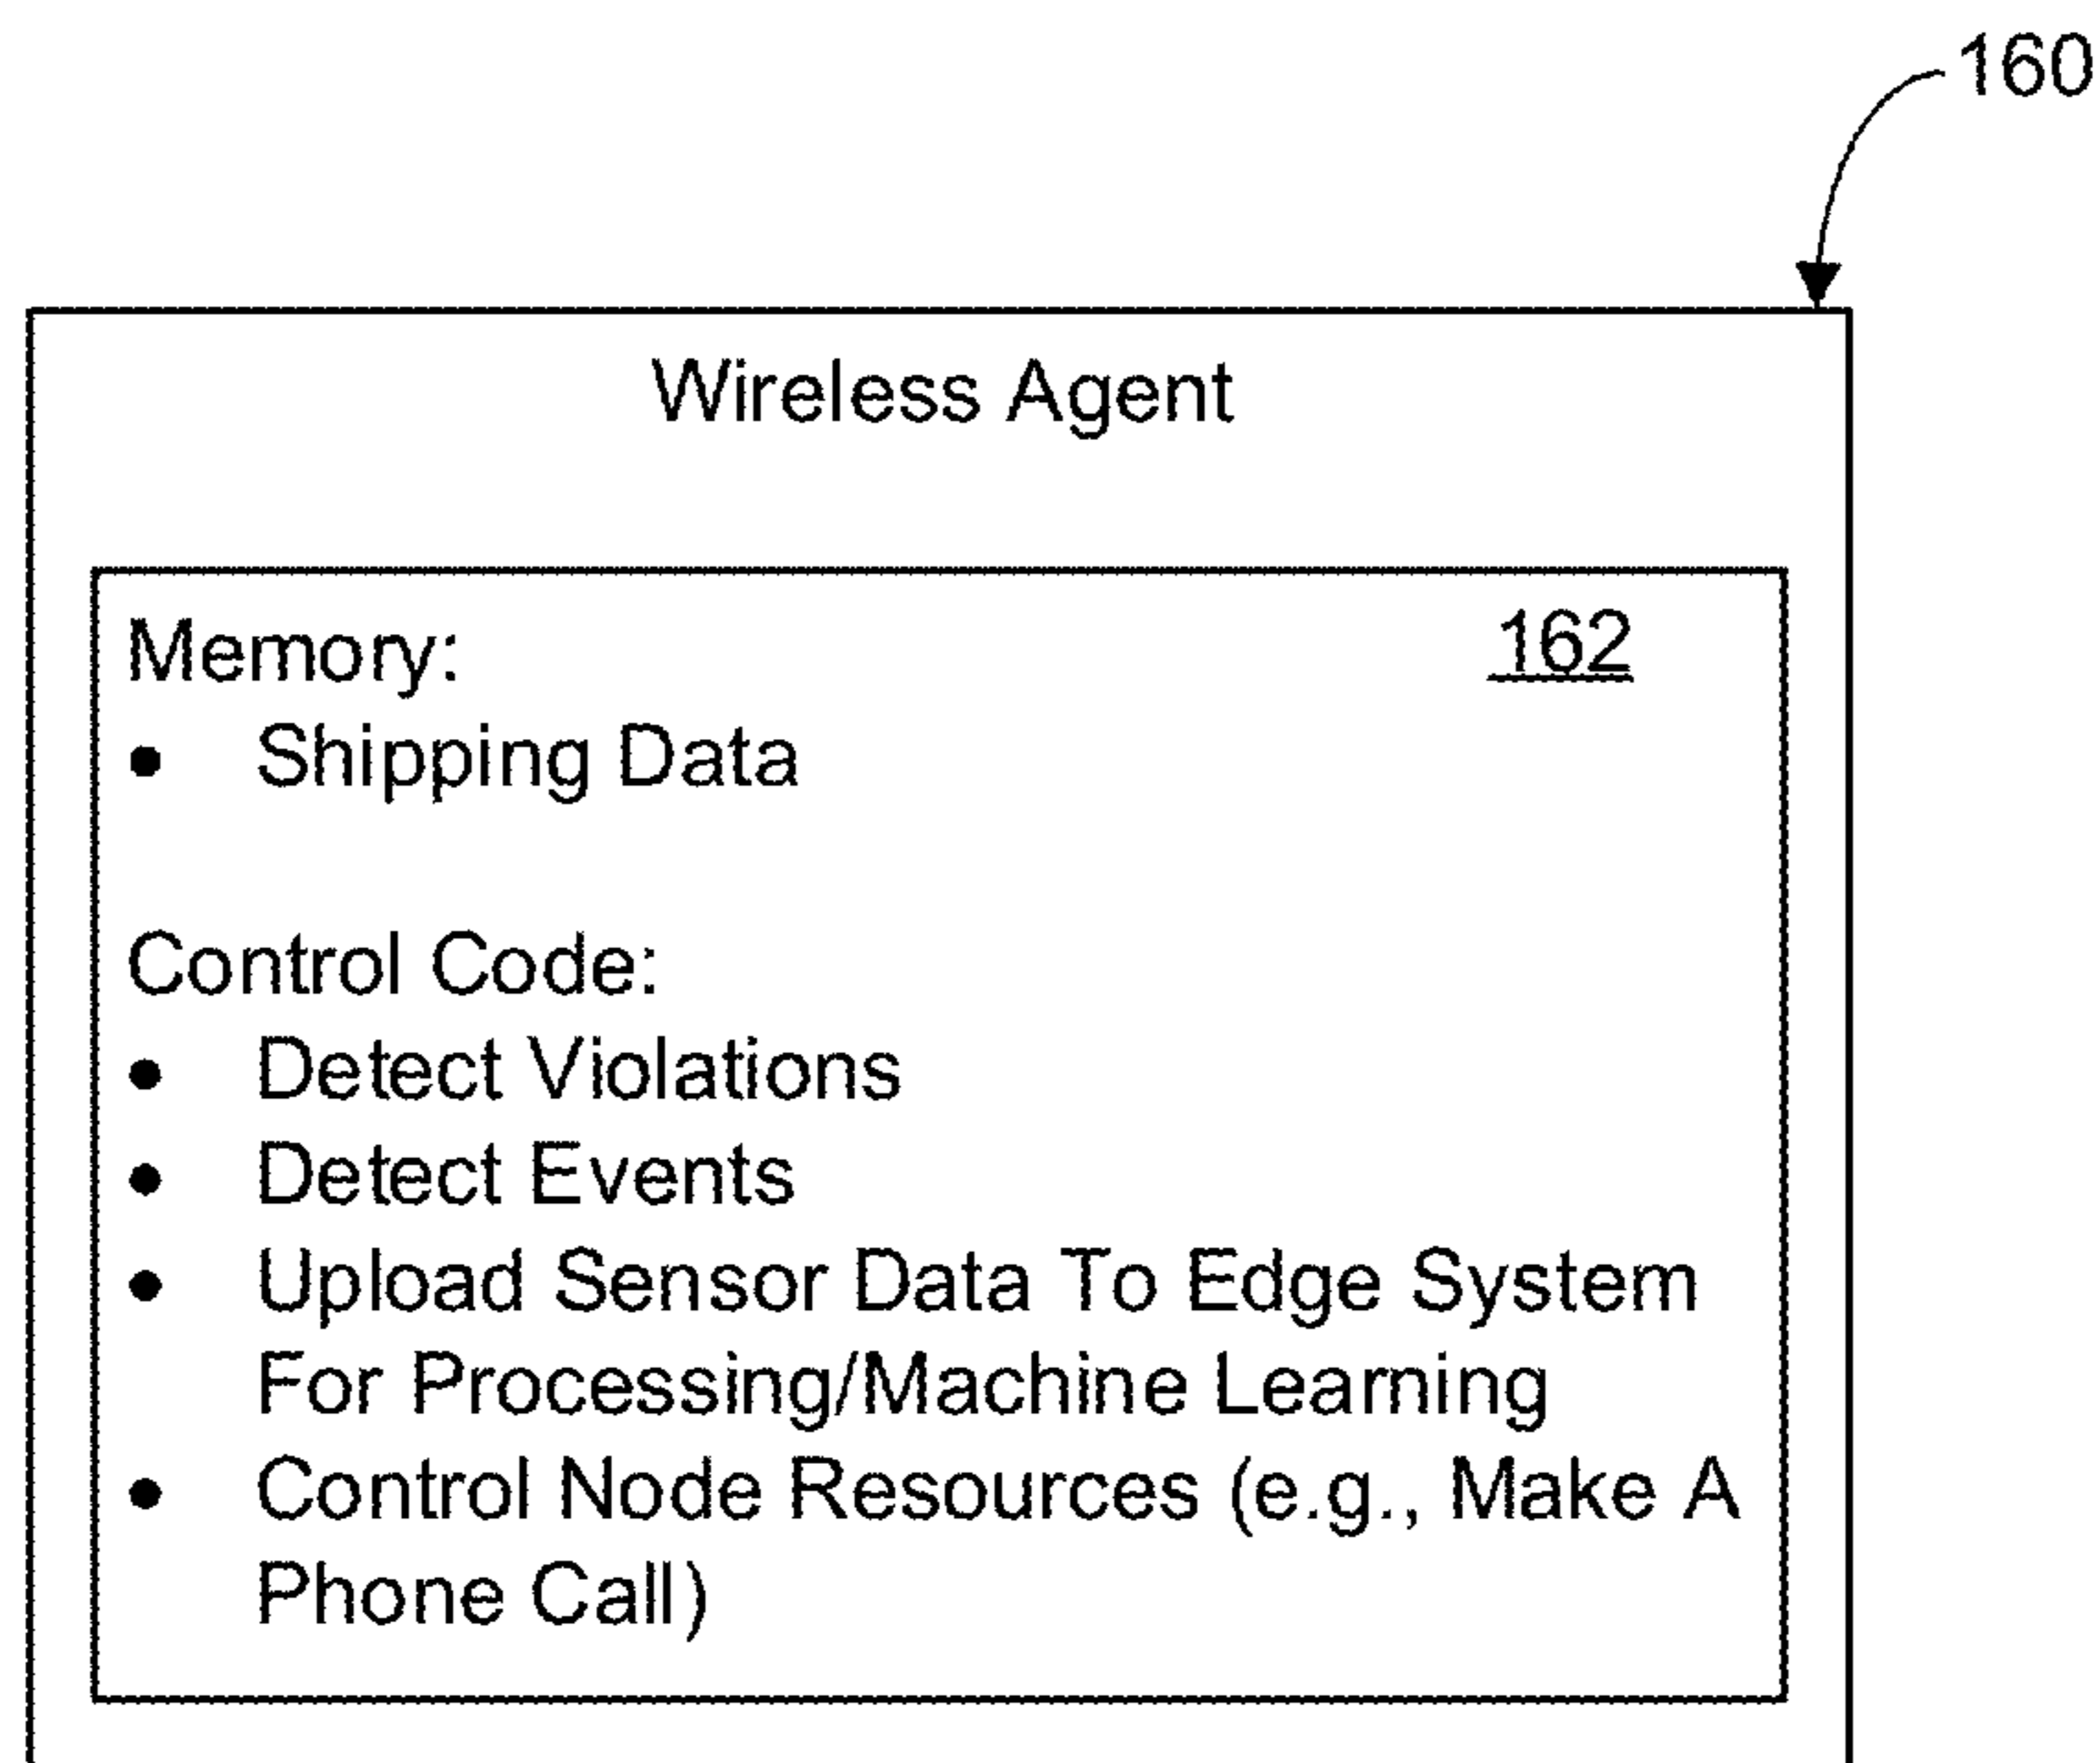 160
Wireless Agent
Memory: 162
• Shipping Data
Control Code:
• Detect Violations
• Detect Events
• Upload Sensor Data To Edge System
For Processing/Machine Learning
• Control Node Resources (e.g., Make A
Phone Call)